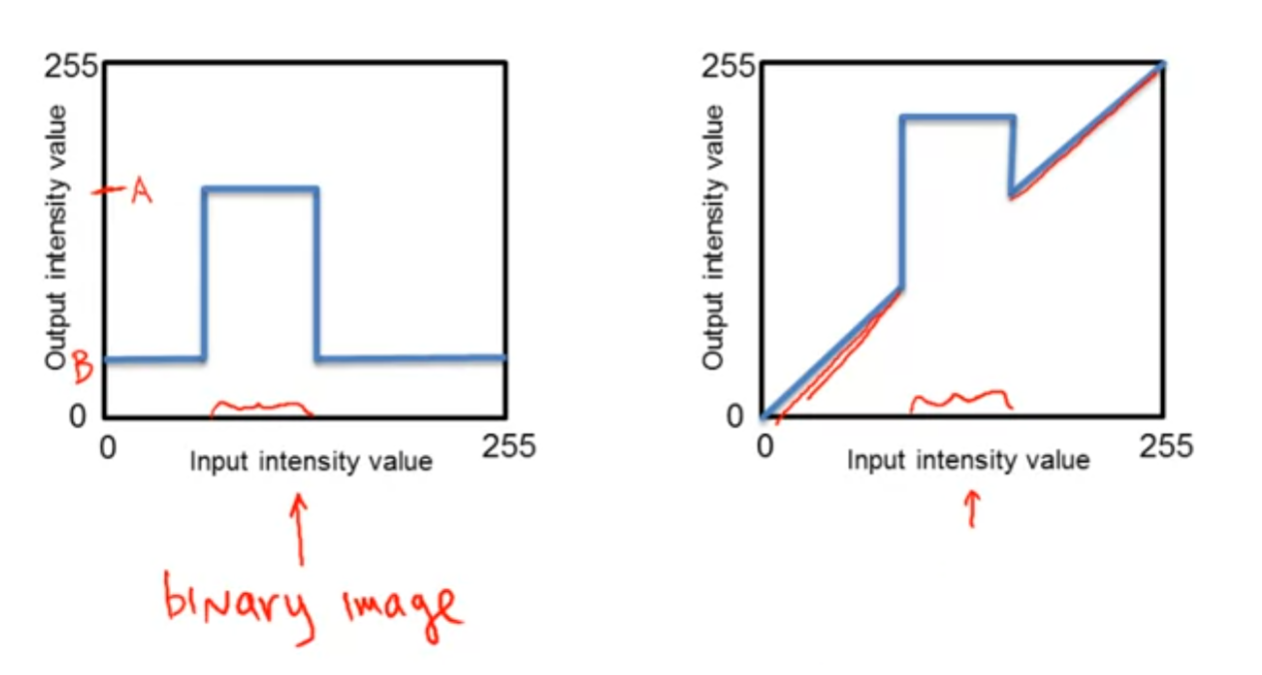 255
Output intensity value
A
B
0
0
255
Input intensity value
binary image
255
Output intensity value
0
0
255
Input intensity value